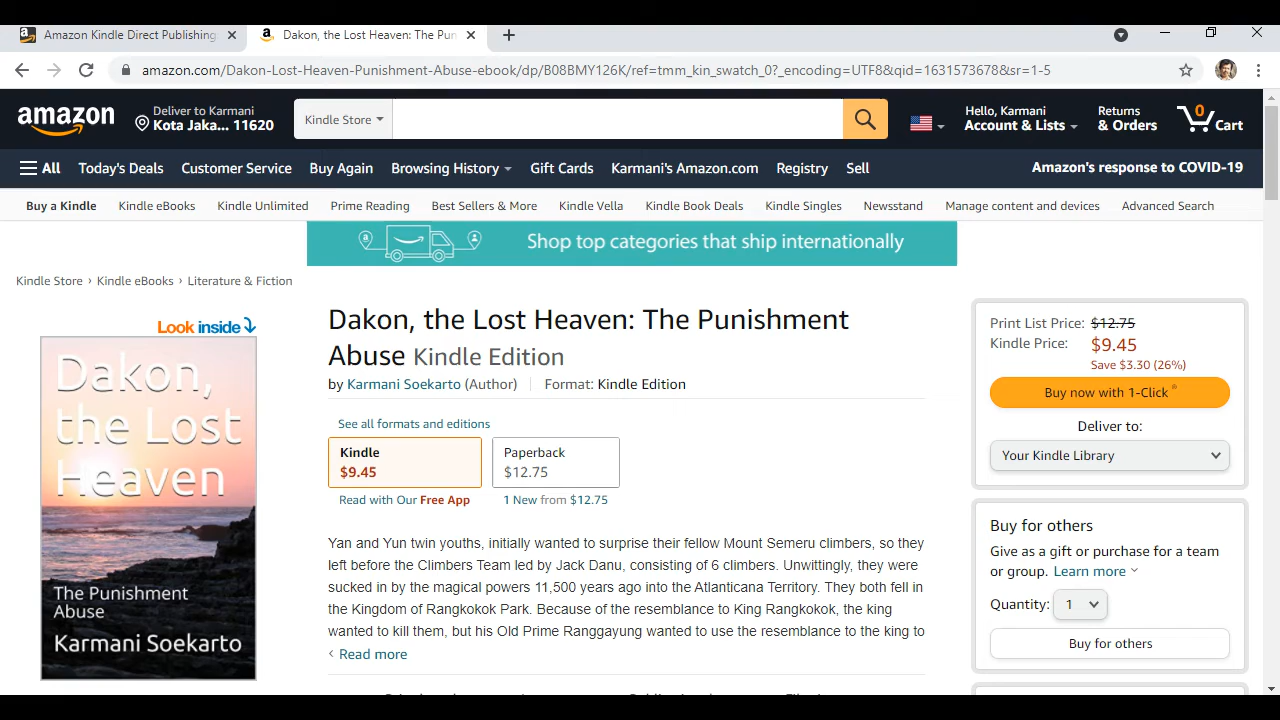 Amazon Kindle Direct Publishing:
Dakon, the Lost Heaven: The Pun
amazon.com/Dakon-Lost-Heaven-Punishment-Abuse-ebook/dp/B08BMY126K/ref=tmm_kin_swatch_0?_encoding=UTF8&qid=1631573678&sr=1-5
amazon
Deliver to Karmani
Kota Jaka... 11620
Kindle Store
Hello, Karmani
Account & Lists
Returns
& Orders
0
Cart
All
Today's Deals
Customer Service
Buy Again
Browsing History
Gift Cards
Karmani's Amazon.com
Registry
Sell
Amazon's response to COVID-19
Buy a Kindle
Kindle eBooks
Kindle Unlimited
Prime Reading
Best Sellers & More
Kindle Vella
Kindle Book Deals
Kindle Singles
Newsstand
Manage content and devices
Advanced Search
Shop top categories that ship internationally
Kindle Store › Kindle eBooks › Literature & Fiction
Look inside
Dakon,
the Lost
Heaven
The Punishment
Abuse
Karmani Soekarto
Dakon, the Lost Heaven: The Punishment
Abuse Kindle Edition
by Karmani Soekarto (Author) Format: Kindle Edition
See all formats and editions
Kindle
$9.45
Read with Our Free App
Paperback
$12.75
1 New from $12.75
Yan and Yun twin youths, initially wanted to surprise their fellow Mount Semeru climbers, so they
left before the Climbers Team led by Jack Danu, consisting of 6 climbers. Unwittingly, they were
sucked in by the magical powers 11,500 years ago into the Atlanticana Territory. They both fell in
the Kingdom of Rangkokok Park. Because of the resemblance to King Rangkokok, the king
wanted to kill them, but his Old Prime Ranggayung wanted to use the resemblance to the king to
‹ Read more
Print List Price: $12.75
Kindle Price: $9.45
Save $3.30 (26%)
Buy now with 1-Click ®
Deliver to:
Your Kindle Library
Buy for others
Give as a gift or purchase for a team
or group. Learn more
Quantity: 1
Buy for others